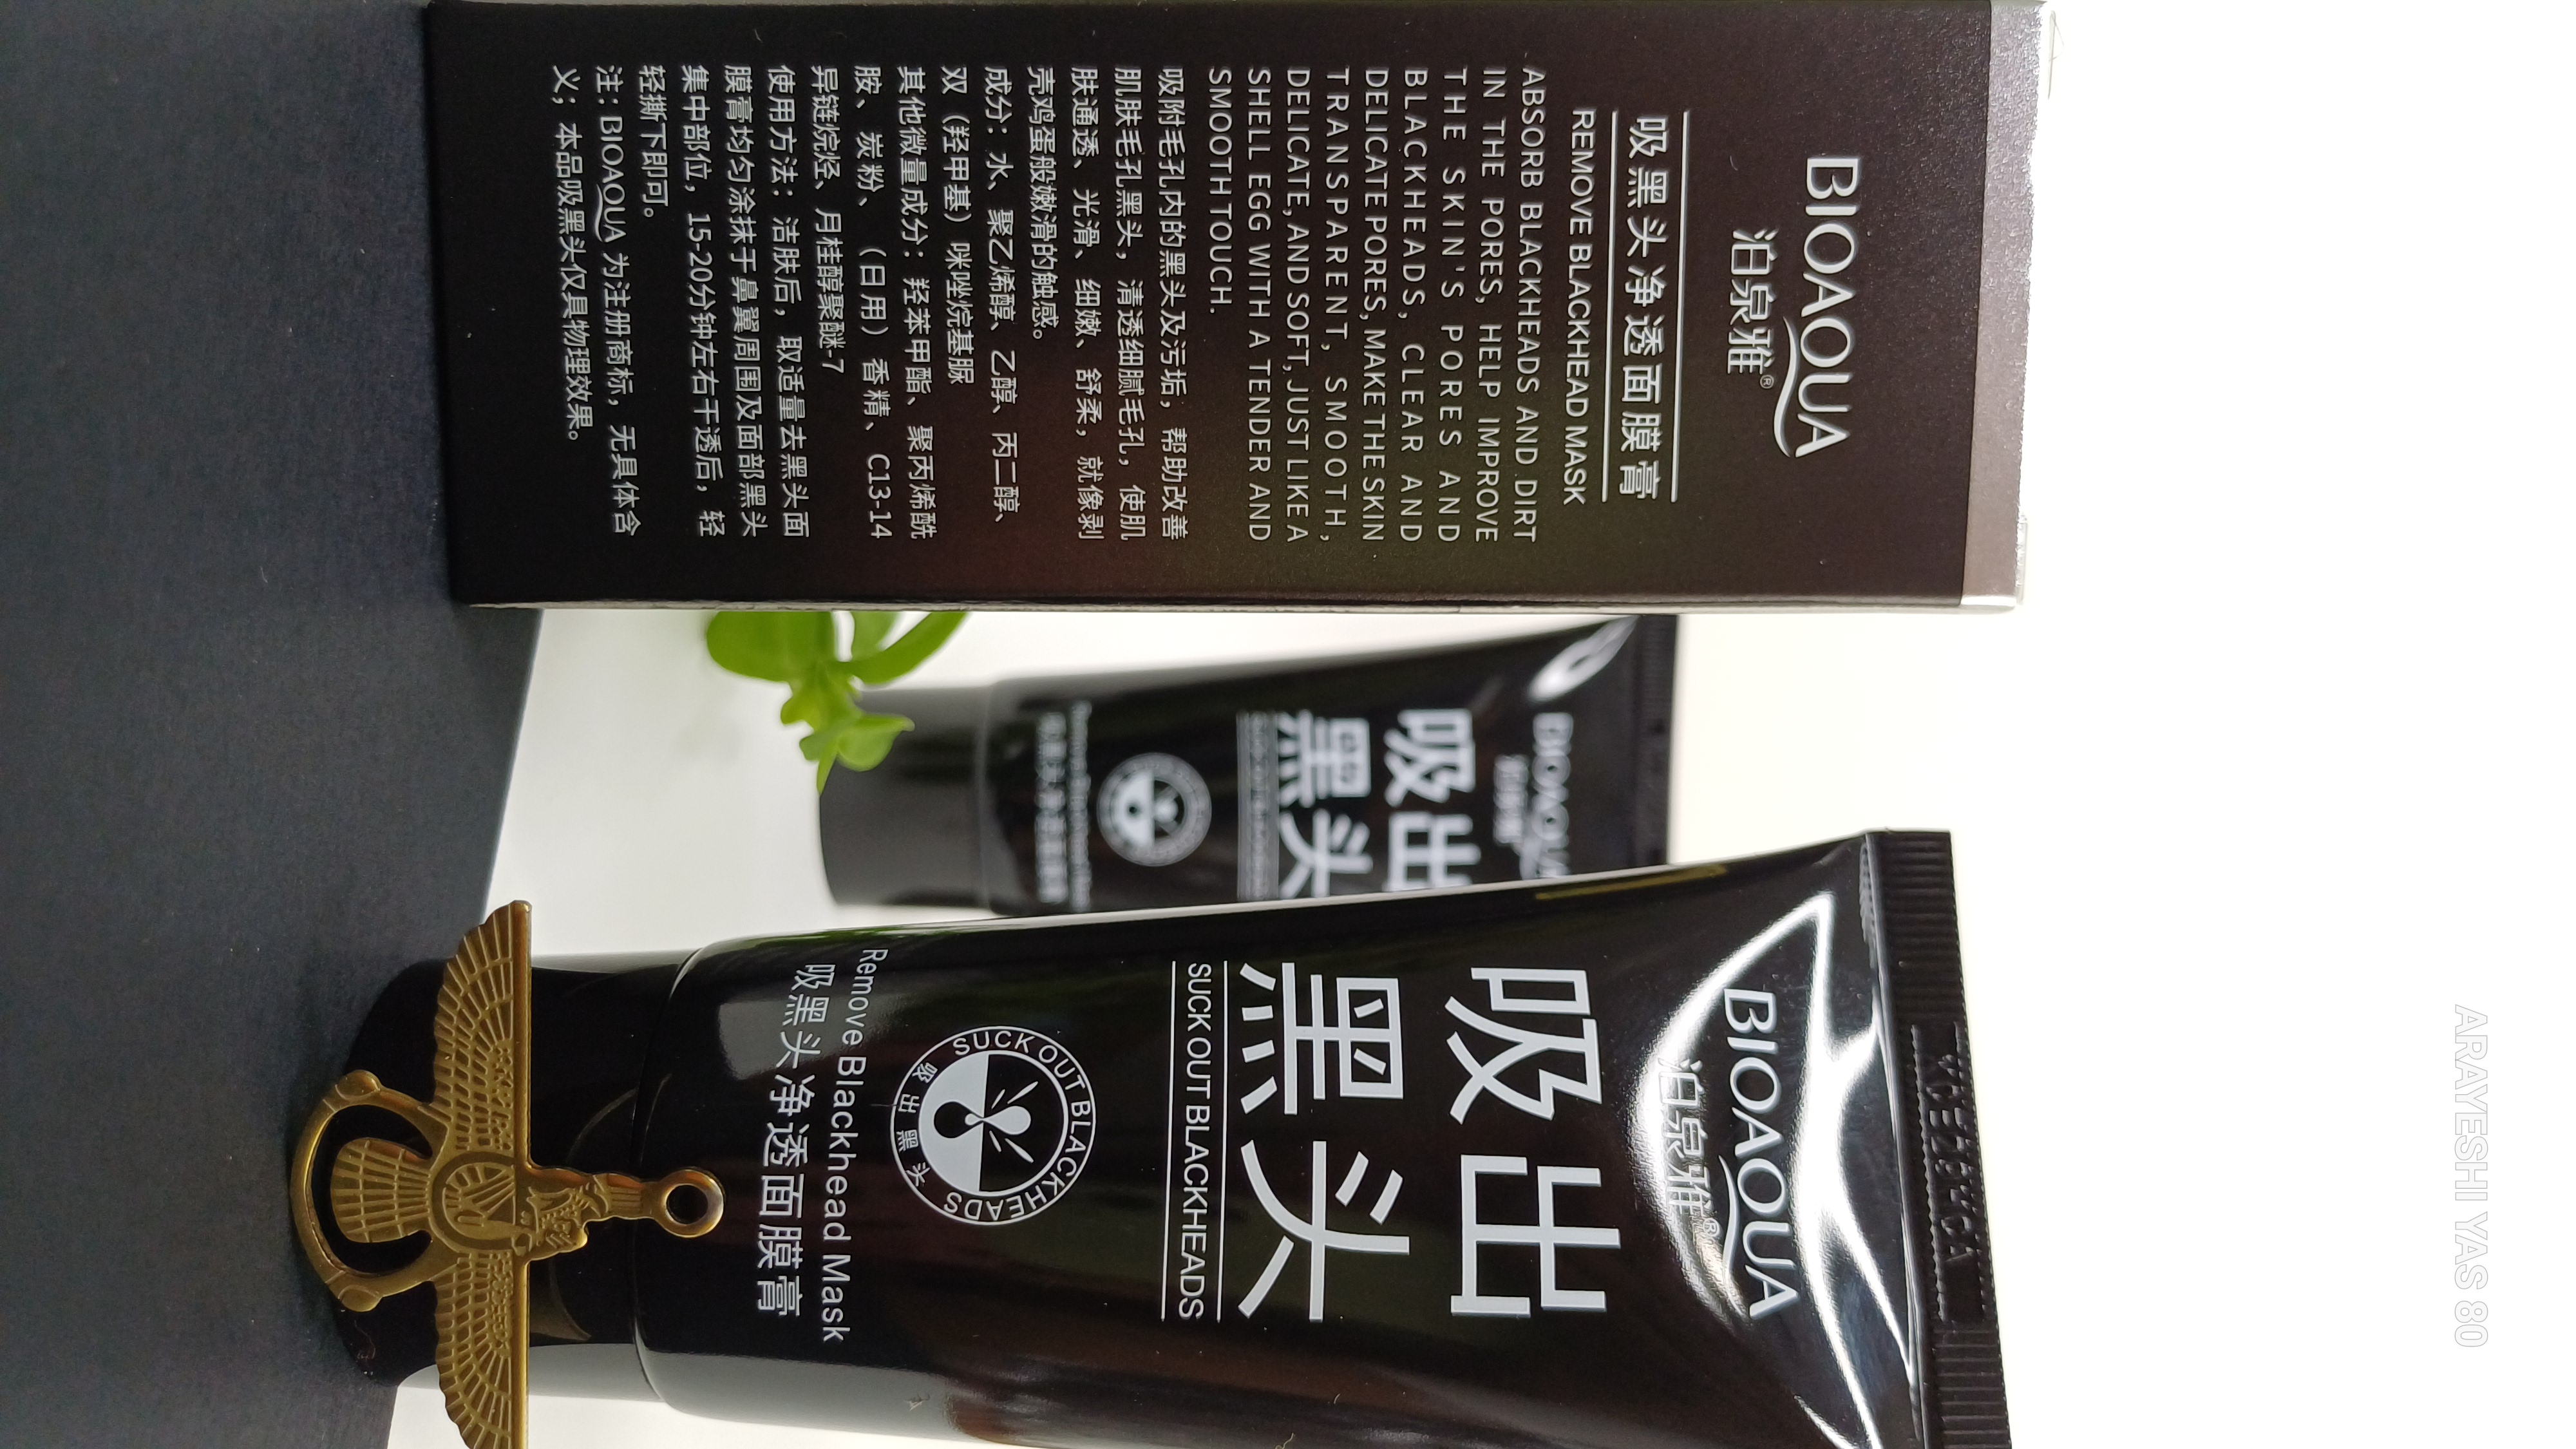 BIOAQUA
泊泉雅®
吸黑头净透面膜膏
REMOVE BLACKHEAD MASK
ABSORB BLACKHEADS AND DIRT
IN THE PORES, HELP IMPROVE
THE SKIN'S PORES AND
BLACKHEADS, CLEAR AND
DELICATE PORES, MAKE THE SKIN
TRANSPARENT, SMOOTH,
DELICATE, AND SOFT, JUST LIKE A
SHELL EGG WITH A TENDER AND
SMOOTH TOUCH.
吸附毛孔内的黑头及污垢，帮助改善
肌肤毛孔黑头，清透细腻毛孔，使肌
肤通透、光滑、细嫩、舒柔，就像剥
壳鸡蛋般嫩滑的触感。
成分：水、聚乙烯醇、乙醇、丙二醇、
双（羟甲基）咪唑烷基脲
其他微量成分：羟苯甲酯、聚丙烯酰
胺、炭粉、（日用）香精、C13-14
异链烷烃、月桂醇聚醚-7
使用方法：洁肤后，取适量去黑头面
膜膏均匀涂抹于鼻翼周围及面部黑头
集中部位，15-20分钟左右干透后，轻
轻撕下即可。
注：BIOAQUA 为注册商标，无具体含
义；本品吸黑头仅具物理效果。
BIOAQUA
吸出
黑头
BIOAQUA
泊泉雅®
吸出
黑头
SUCK OUT BLACKHEADS
SUCK OUT BLACKHEADS
吸出黑头
Remove Blackhead Mask
吸黑头净透面膜膏
ARAYESHI YAS 80